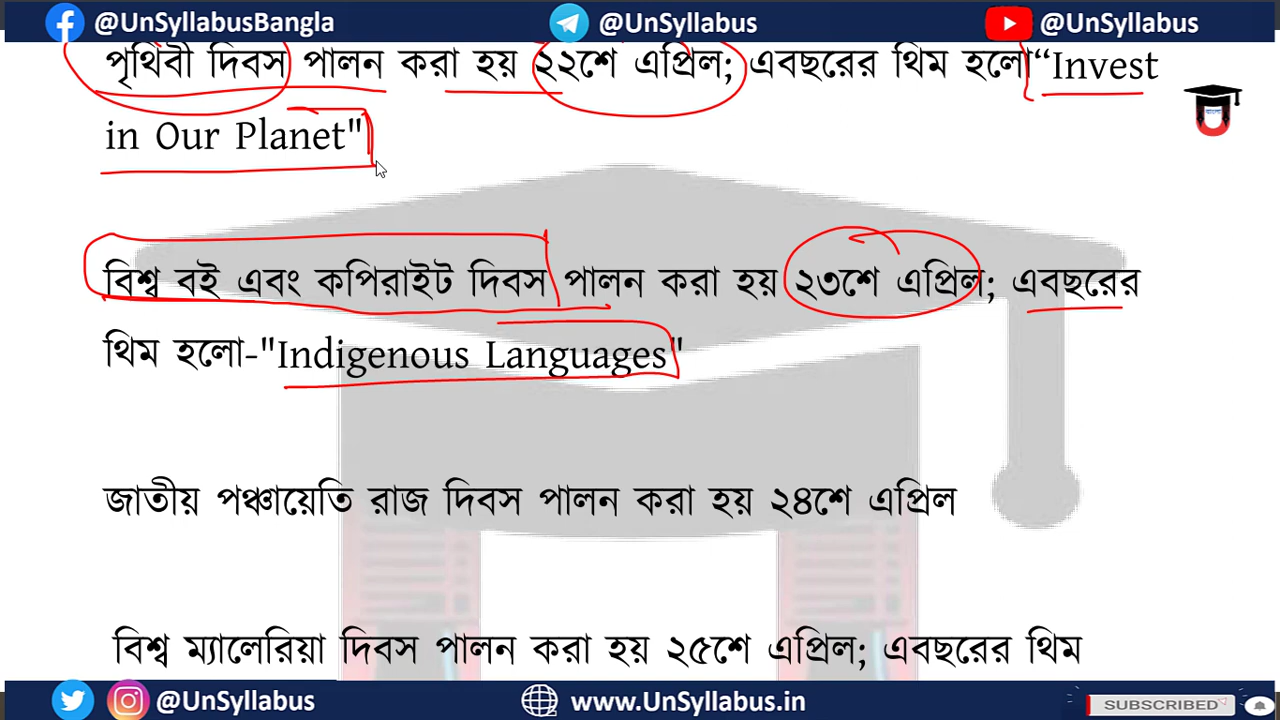 @UnSyllabusBangla @UnSyllabus @UnSyllabus
পৃথিবী দিবস পালন করা হয় ২২শে এপ্রিল; এবছরের থিম হলো“Invest
in Our Planet"
বিশ্ব বই এবং কপিরাইট দিবস পালন করা হয় ২৩শে এপ্রিল; এবছরের
থিম হলো-"Indigenous Languages"
জাতীয় পঞ্চায়েতি রাজ দিবস পালন করা হয় ২৪শে এপ্রিল
বিশ্ব ম্যালেরিয়া দিবস পালন করা হয় ২৫শে এপ্রিল; এবছরের থিম
@UnSyllabus www.UnSyllabus.in SUBSCRIBED